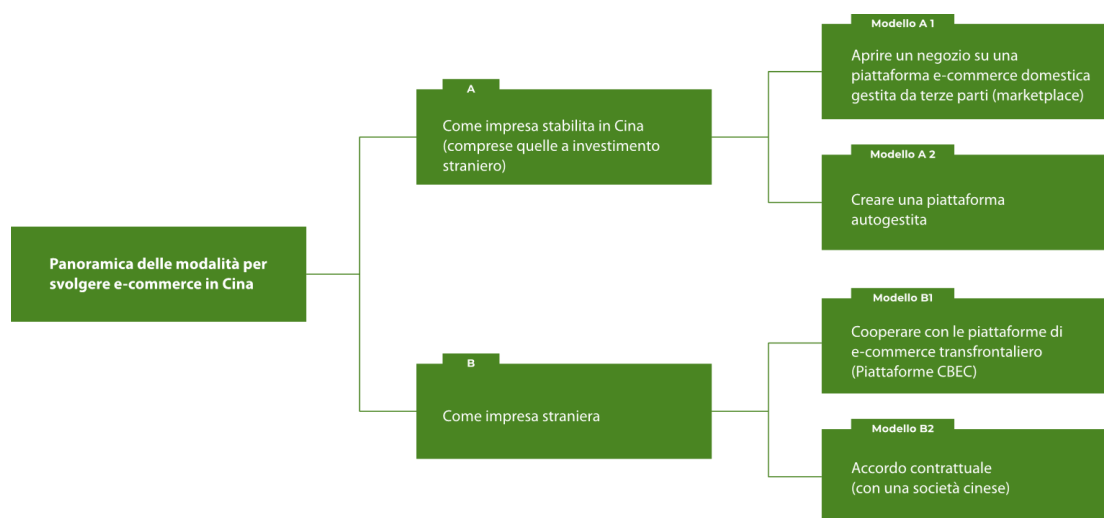 Panoramica delle modalità per
svolgere e-commerce in Cina
A
Come impresa stabilita in Cina
(comprese quelle a investimento
straniero)
Modello A 1
Aprire un negozio su una
piattaforma e-commerce domestica
gestita da terze parti (marketplace)
Modello A 2
Creare una piattaforma
autogestita
B
Come impresa straniera
Modello B1
Cooperare con le piattaforme di
e-commerce transfrontaliero
(Piattaforme CBEC)
Modello B2
Accordo contrattuale
(con una società cinese)